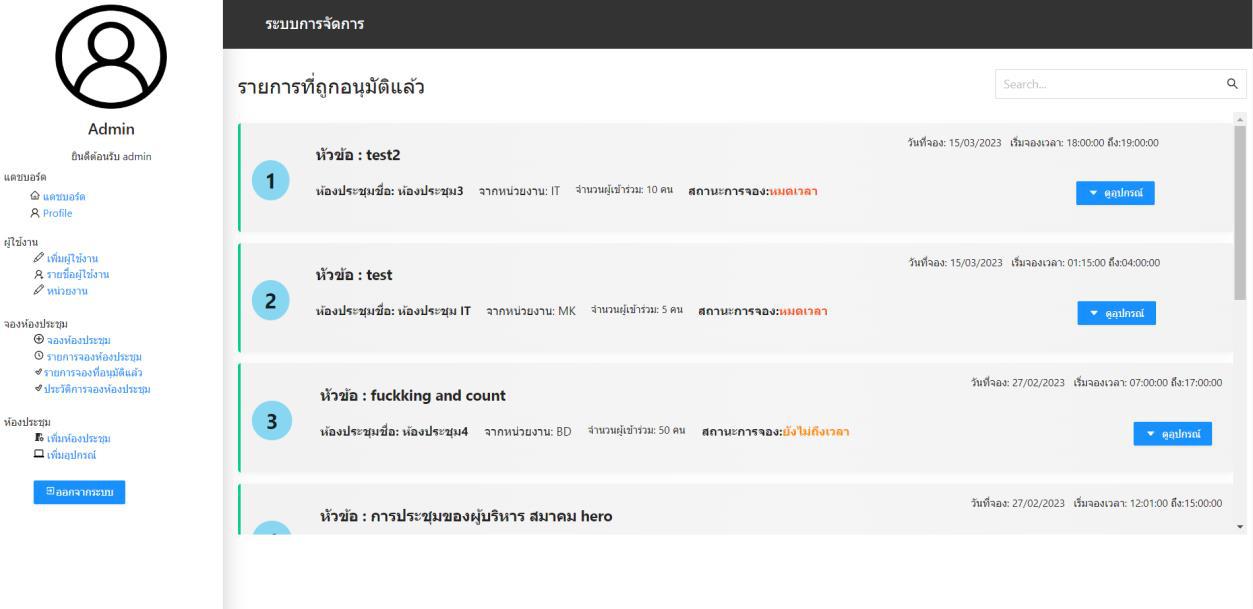 Admin
ยินดีต้อนรับ admin
แดชบอร์ด
แดชบอร์ด
Profile
ผู้ใช้งาน
เพิ่มผู้ใช้งาน
รายชื่อผู้ใช้งาน
หน่วยงาน
จองห้องประชุม
จองห้องประชุม
รายการจองห้องประชุม
รายการจองที่อนุมัติแล้ว
ประวัติการจองห้องประชุม
ห้องประชุม
เพิ่มห้องประชุม
เพิ่มอุปกรณ์
ออกจากระบบ
ระบบการจัดการ
รายการที่ถูกอนุมัติแล้ว
Search...
วันที่จอง: 15/03/2023 เริ่มจองเวลา: 18:00:00 ถึง:19:00:00
หัวข้อ : test2
1
ห้องประชุมชื่อ: ห้องประชุม3 จากหน่วยงาน: IT จำนวนผู้เข้าร่วม: 10 คน สถานะการจอง:หมดเวลา
ดูอุปกรณ์
วันที่จอง: 15/03/2023 เริ่มจองเวลา: 01:15:00 ถึง:04:00:00
หัวข้อ : test
2
ห้องประชุมชื่อ: ห้องประชุม IT จากหน่วยงาน: MK จำนวนผู้เข้าร่วม: 5 คน สถานะการจอง:หมดเวลา
ดูอุปกรณ์
วันที่จอง: 27/02/2023 เริ่มจองเวลา: 07:00:00 ถึง:17:00:00
หัวข้อ : fuckking and count
3
ห้องประชุมชื่อ: ห้องประชุม4 จากหน่วยงาน: BD จำนวนผู้เข้าร่วม: 50 คน สถานะการจอง:ยังไม่ถึงเวลา
ดูอุปกรณ์
วันที่จอง: 27/02/2023 เริ่มจองเวลา: 12:01:00 ถึง:15:00:00
หัวข้อ : การประชุมของผู้บริหาร สมาคม hero